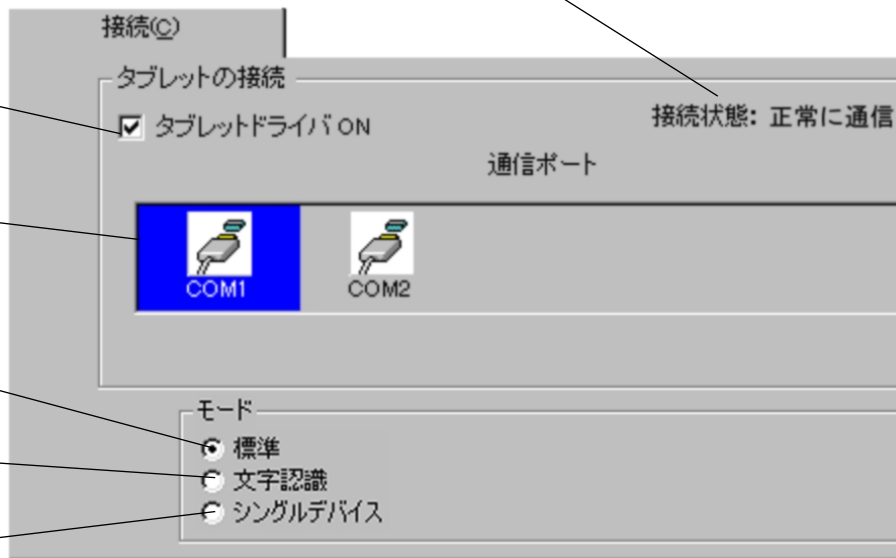 接続(C)
タブレットの接続
タブレットドライバ ON
接続状態: 正常に通信
通信ポート
COM1
COM2
モード
標準
文字認識
シングルデバイス